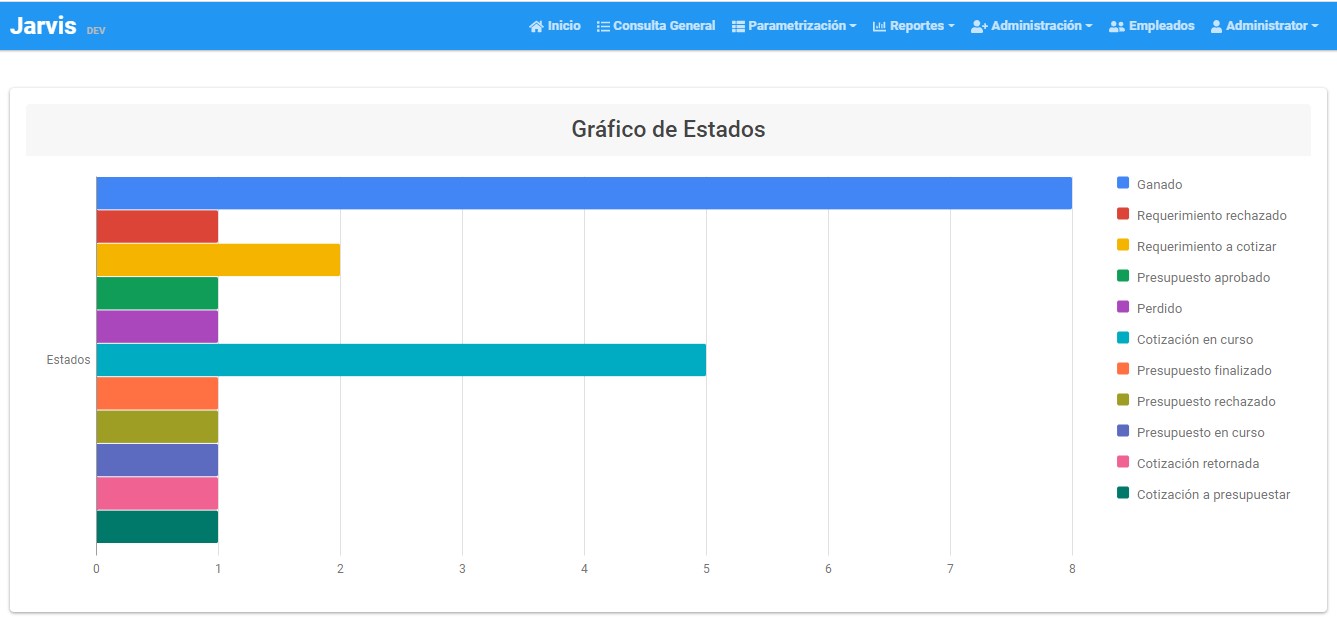 Jarvis DEV Inicio Consulta General Parametrización Reportes Administración Empleados Administrator
Gráfico de Estados
Ganado
Requerimiento rechazado
Requerimiento a cotizar
Presupuesto aprobado
Perdido
Cotización en curso
Presupuesto finalizado
Presupuesto rechazado
Presupuesto en curso
Cotización retornada
Cotización a presupuestar
Estados
0 1 2 3 4 5 6 7 8